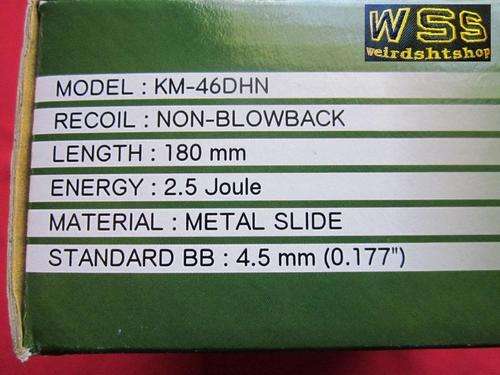 WSs
weirdshtshop
MODEL : KM-46DHN
RECOIL : NON-BLOWBACK
LENGTH : 180 mm
ENERGY : 2.5 Joule
MATERIAL : METAL SLIDE
STANDARD BB : 4.5 mm (0.177")